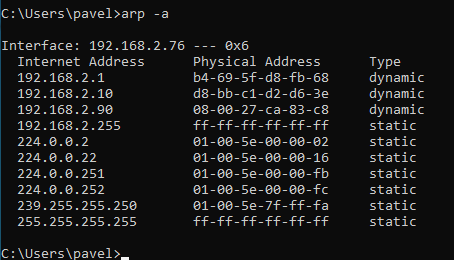 C:\Users\pavel>arp -a
Interface: 192.168.2.76 --- 0x6
Internet Address Physical Address Type
192.168.2.1 b4-69-5f-d8-fb-68 dynamic
192.168.2.10 d8-bb-c1-d2-d6-3e dynamic
192.168.2.90 08-00-27-ca-83-c8 dynamic
192.168.2.255 ff-ff-ff-ff-ff-ff static
224.0.0.2 01-00-5e-00-00-02 static
224.0.0.22 01-00-5e-00-00-16 static
224.0.0.251 01-00-5e-00-00-fb static
224.0.0.252 01-00-5e-00-00-fc static
239.255.255.250 01-00-5e-7f-ff-fa static
255.255.255.255 ff-ff-ff-ff-ff-ff static
C:\Users\pavel>